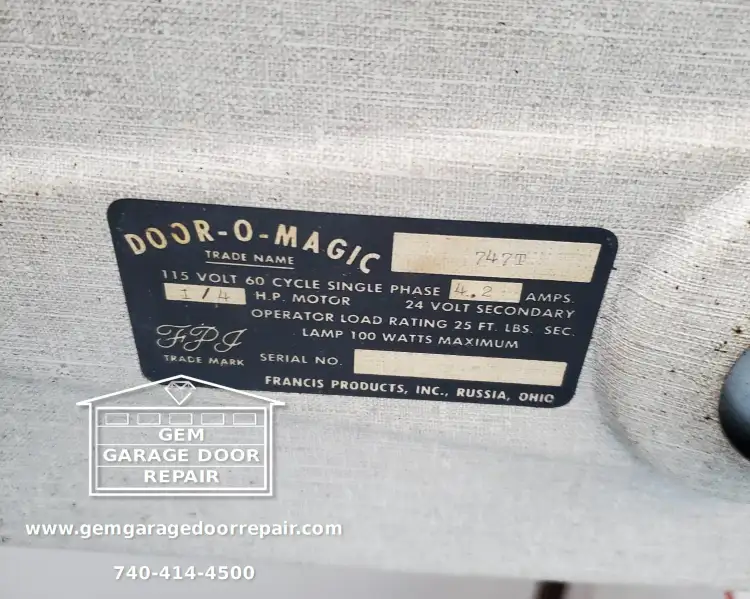 DOOR-O-MAGIC
TRADE NAME
747T
115 VOLT 60 CYCLE SINGLE PHASE 4.2 AMPS.
1/4 H.P. MOTOR 24 VOLT SECONDARY
OPERATOR LOAD RATING 25 FT. LBS. SEC.
LAMP 100 WATTS MAXIMUM
FPI
TRADE MARK
SERIAL NO.
FRANCIS PRODUCTS, INC., RUSSIA, OHIO
GEM
GARAGE DOOR
REPAIR
www.gemgaragedoorrepair.com
740-414-4500